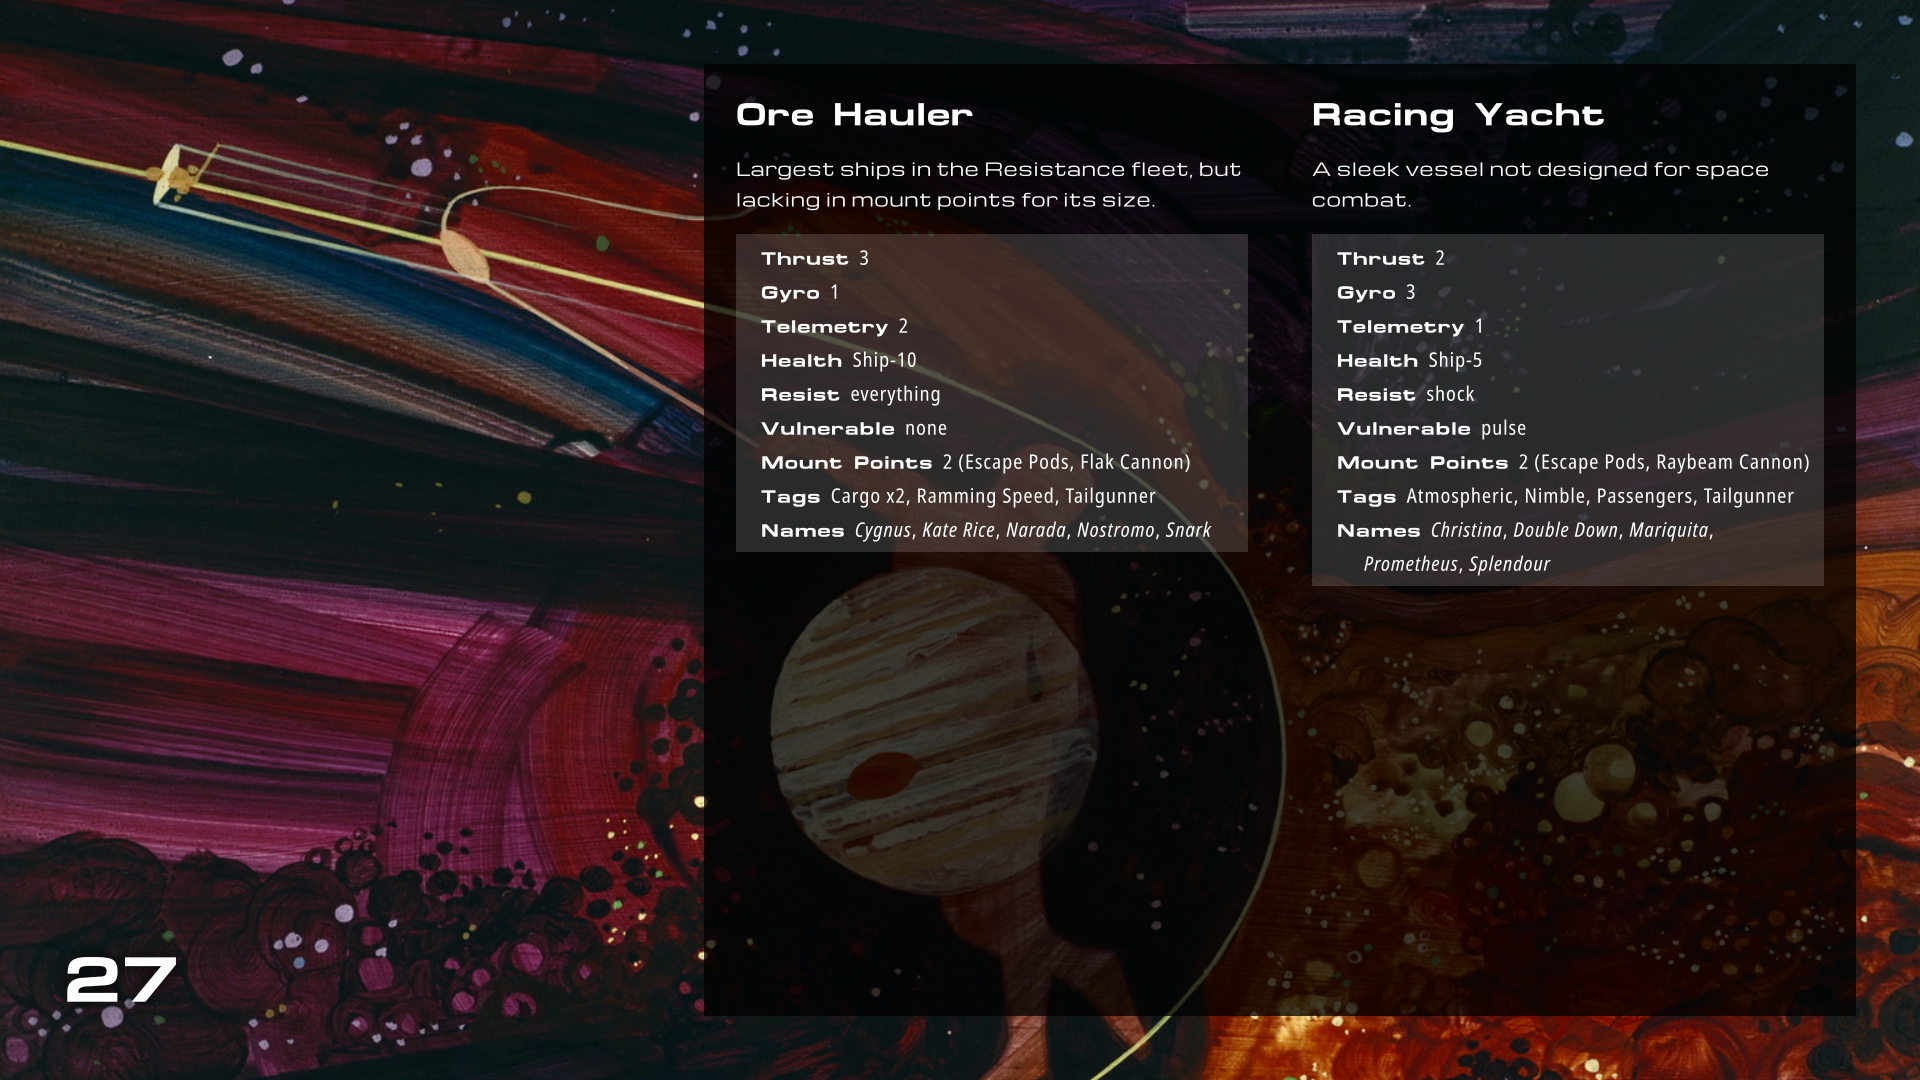 Ore Hauler
Largest ships in the Resistance fleet, but
lacking in mount points for its size.
Thrust 3
Gyro 1
Telemetry 2
Health Ship-10
Resist everything
Vulnerable none
Mount Points 2 (Escape Pods, Flak Cannon)
Tags Cargo x2, Ramming Speed, Tailgunner
Names Cygnus, Kate Rice, Narada, Nostromo, Snark
Racing Yacht
A sleek vessel not designed for space
combat.
Thrust 2
Gyro 3
Telemetry 1
Health Ship-5
Resist shock
Vulnerable pulse
Mount Points 2 (Escape Pods, Raybeam Cannon)
Tags Atmospheric, Nimble, Passengers, Tailgunner
Names Christina, Double Down, Mariquita,
Prometheus, Splendour
27